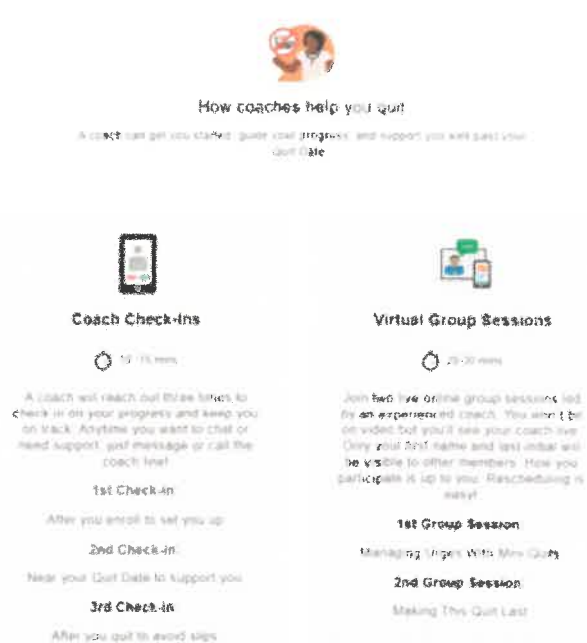 How coaches help you quit
A coach can get you started, guide your progress, and support you well past your
Quit Date
Coach Check-Ins
10-15 mins
A coach will reach out three times to
check in on your progress and keep you
on track. Anytime you want to chat or
need support, just message or call the
coach line!
1st Check-in
After you enroll to set you up
2nd Check-in
Near your Quit Date to support you
3rd Check-in
After you quit to avoid slips
Virtual Group Sessions
mins
Join two live online group sessions led
by an experienced coach. You won't be
on video but you'll see your coach live.
Only your first name and last initial will
be visible to other members. How you
participate is up to you. Rescheduling is
easy!
1st Group Session
Managing Urges With Mini Quits
2nd Group Session
Making This Quit Last